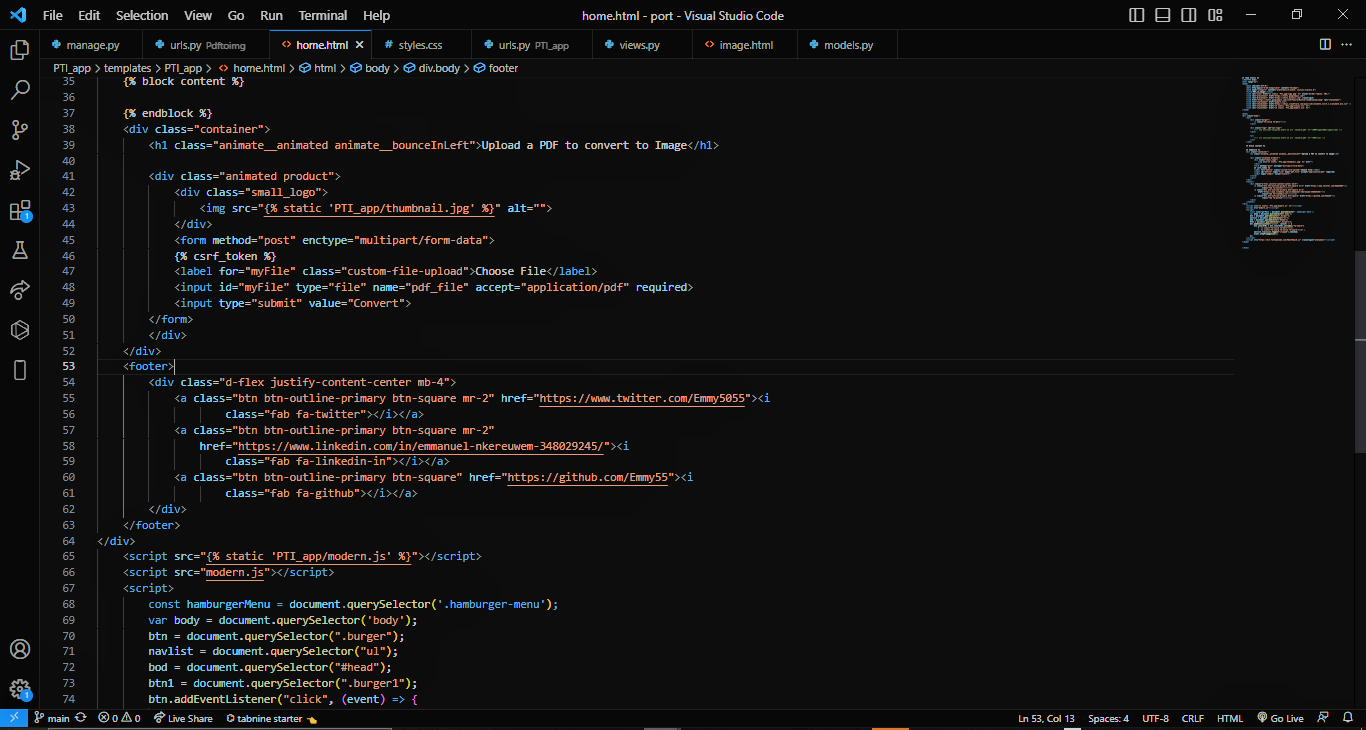 File Edit Selection View Go Run Terminal Help home.html - port - Visual Studio Code
manage.py urls.py Pdftoimg home.html styles.css urls.py PTI_app views.py image.html models.py
PTI_app > templates > PTI_app > home.html > html > body > div.body > footer
35 {% block content %}
36
37 {% endblock %}
38 <div class="container">
39 <h1 class="animate__animated animate__bounceInLeft">Upload a PDF to convert to Image</h1>
40
41 <div class="animated product">
42 <div class="small_logo">
43 <img src="{% static 'PTI_app/thumbnail.jpg' %}" alt="">
44 </div>
45 <form method="post" enctype="multipart/form-data">
46 {% csrf_token %}
47 <label for="myFile" class="custom-file-upload">Choose File</label>
48 <input id="myFile" type="file" name="pdf_file" accept="application/pdf" required>
49 <input type="submit" value="Convert">
50 </form>
51 </div>
52 </div>
53 <footer>
54 <div class="d-flex justify-content-center mb-4">
55 <a class="btn btn-outline-primary btn-square mr-2" href="https://www.twitter.com/Emmy5055"><i
56 class="fab fa-twitter"></i></a>
57 <a class="btn btn-outline-primary btn-square mr-2"
58 href="https://www.linkedin.com/in/emmanuel-nkereuwem-348029245/"><i
59 class="fab fa-linkedin-in"></i></a>
60 <a class="btn btn-outline-primary btn-square" href="https://github.com/Emmy55"><i
61 class="fab fa-github"></i></a>
62 </div>
63 </footer>
64 </div>
65 <script src="{% static 'PTI_app/modern.js' %}"></script>
66 <script src="modern.js"></script>
67 <script>
68 const hamburgerMenu = document.querySelector('.hamburger-menu');
69 var body = document.querySelector('body');
70 btn = document.querySelector(".burger");
71 navlist = document.querySelector("ul");
72 bod = document.querySelector("#head");
73 btn1 = document.querySelector(".burger1");
74 btn.addEventListener("click", (event) => {
1
1
main 0 0 Live Share tabnine starter Ln 53, Col 13 Spaces: 4 UTF-8 CRLF HTML Go Live